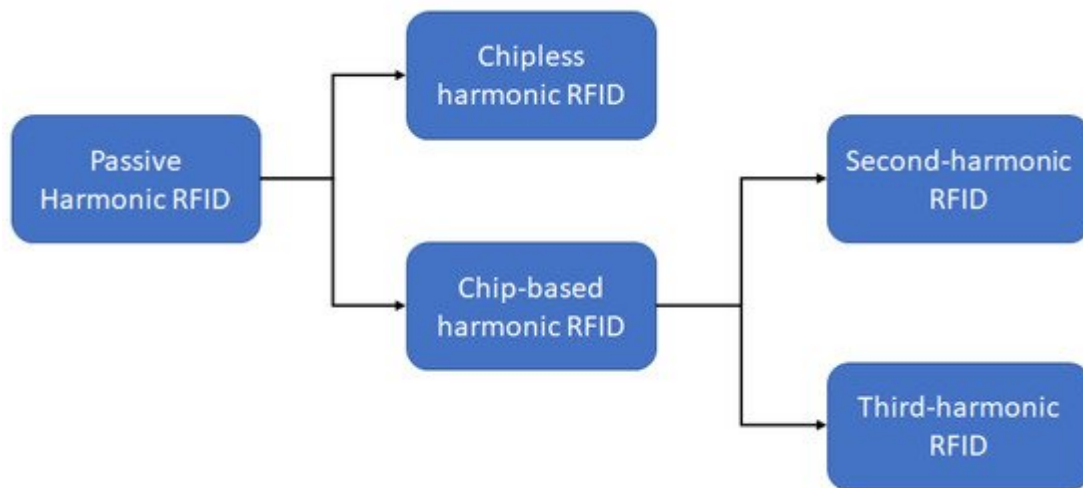 Chipless
harmonic RFID
Passive
Harmonic RFID
Second-harmonic
RFID
Chip-based
harmonic RFID
Third-harmonic
RFID